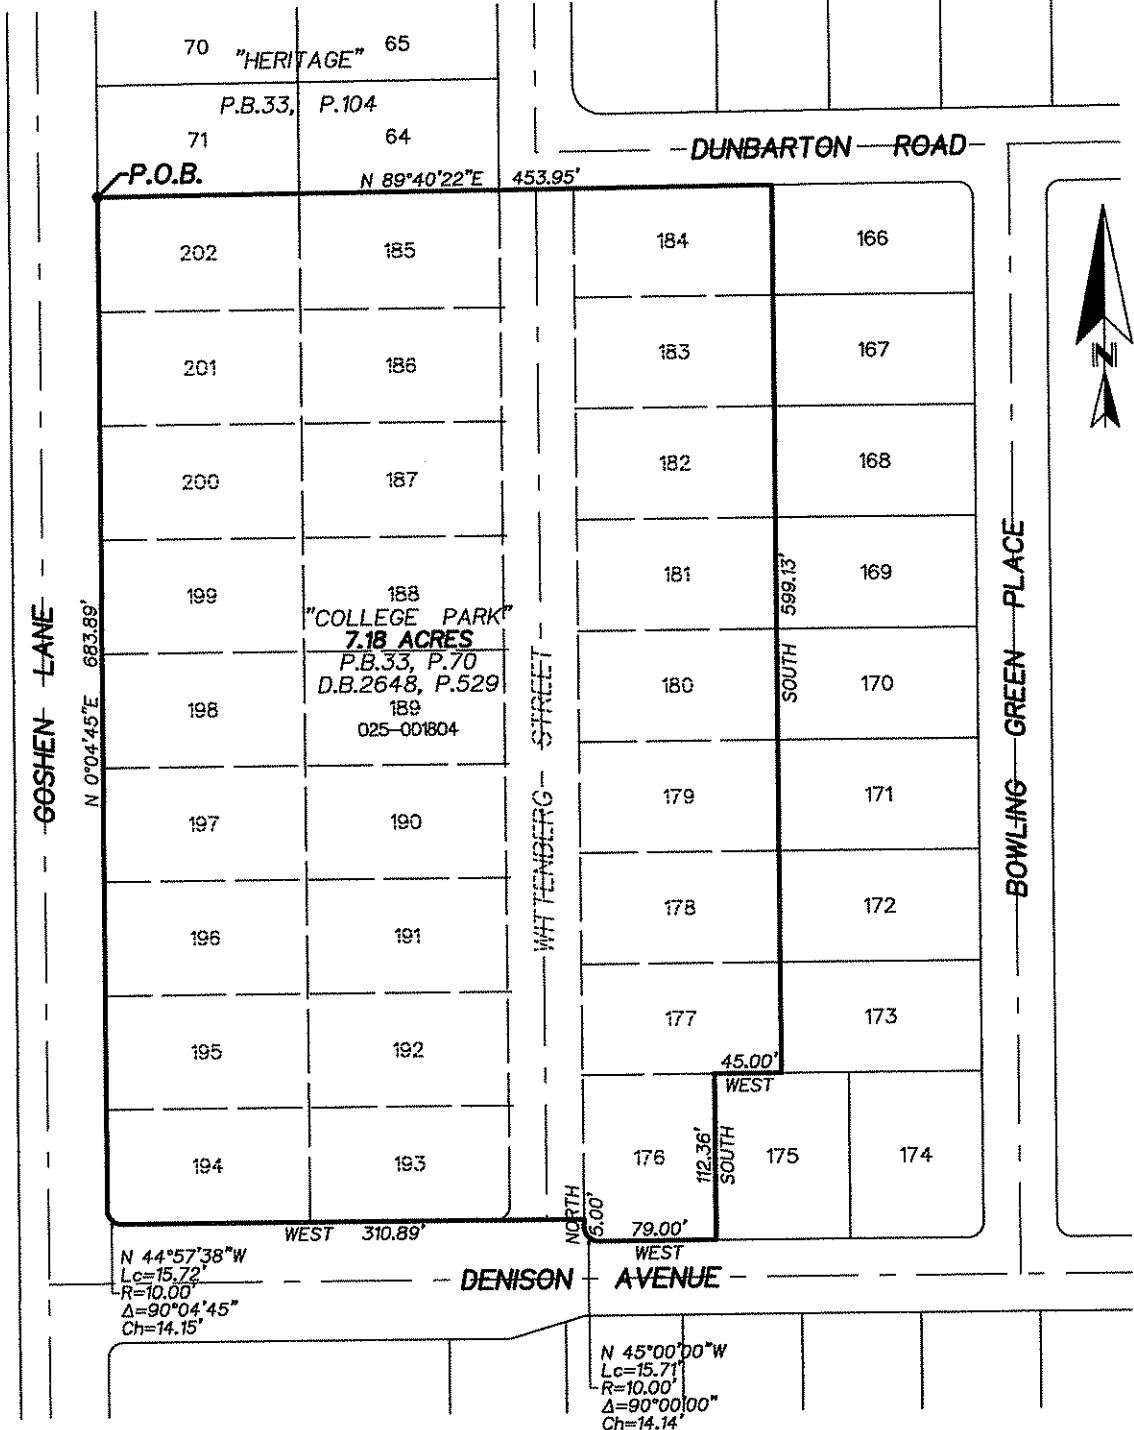 70 65
"HERITAGE"
P.B.33, P.104
71 64
DUNBARTON ROAD
P.O.B.
N 89°40'22"E 453.95'
202 185 184 166
201 186 183 167
200 187 182 168
199 188 181 169
"COLLEGE PARK"
7.18 ACRES
P.B.33, P.70
D.B.2648, P.529
198 189 180 170
025-001804
197 190 179 171
196 191 178 172
195 192 177 173
194 193 176 175 174
GOSHEN LANE
N 0°04'45"E 683.89'
WITTENBERG STREET
SOUTH 599.13'
BOWLING GREEN PLACE
N
45.00'
WEST
112.36'
SOUTH
NORTH
5.00'
79.00'
WEST
WEST 310.89'
DENISON AVENUE
N 44°57'38"W
Lc=15.72'
R=10.00'
Δ=90°04'45"
Ch=14.15'
N 45°00'00"W
Lc=15.71'
R=10.00'
Δ=90°00'00"
Ch=14.14'